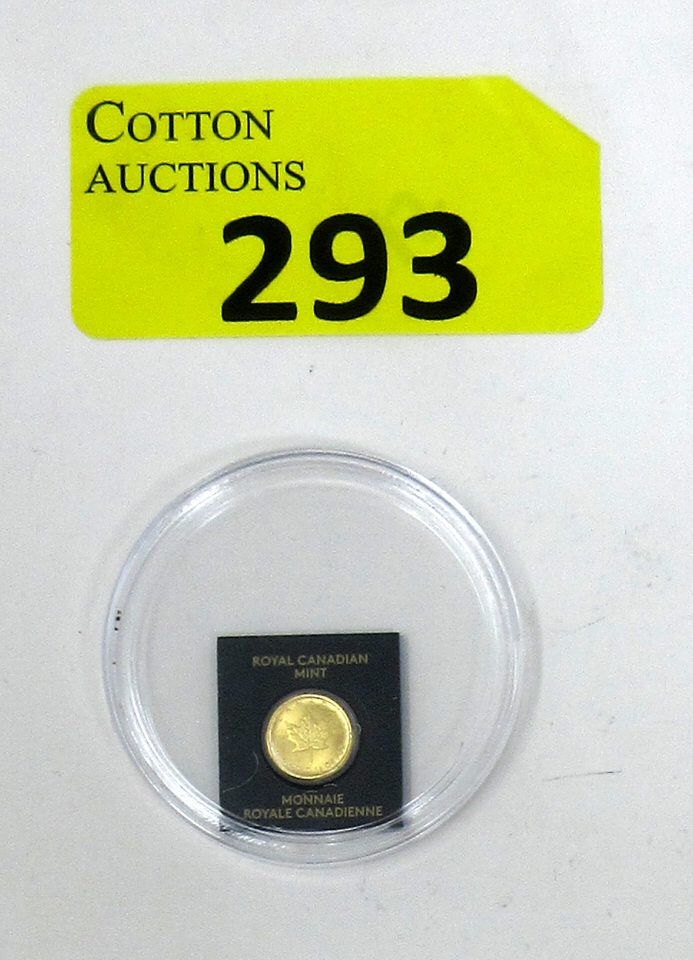 COTTON
AUCTIONS
293
ROYAL CANADIAN
MINT
MONNAIE
ROYALE CANADIENNE